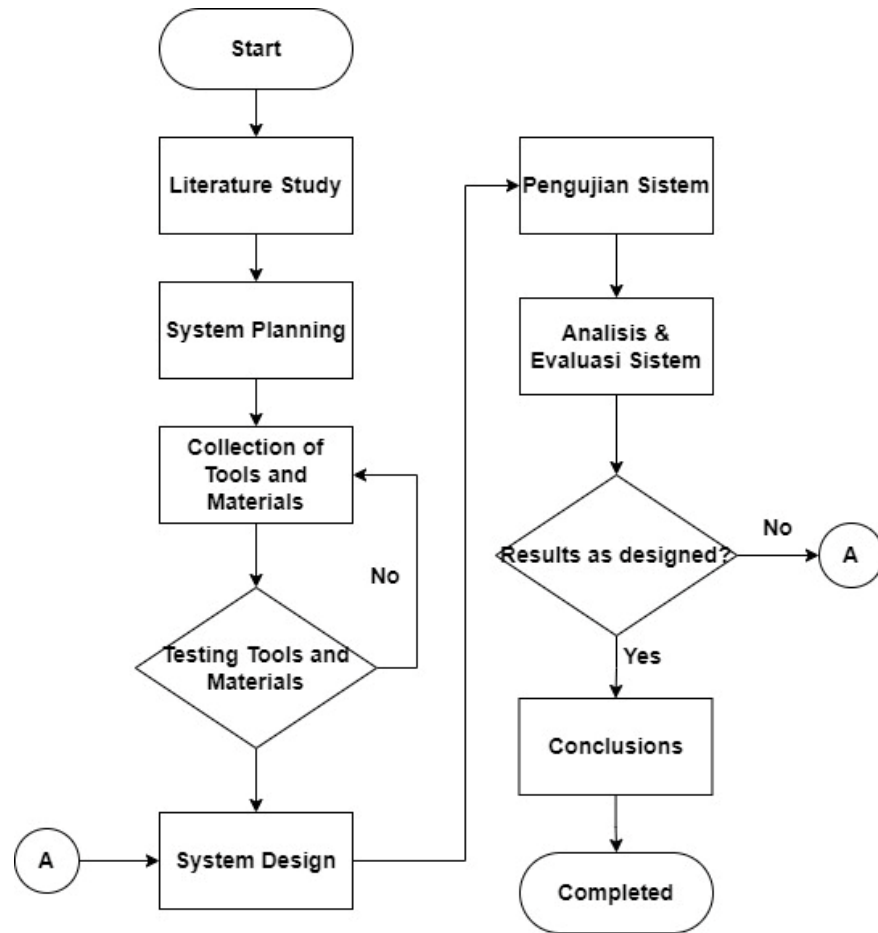 Start
Literature Study
System Planning
Collection of
Tools and
Materials
No
Testing Tools and
Materials
A
System Design
Pengujian Sistem
Analisis &
Evaluasi Sistem
Results as designed?
No
A
Yes
Conclusions
Completed